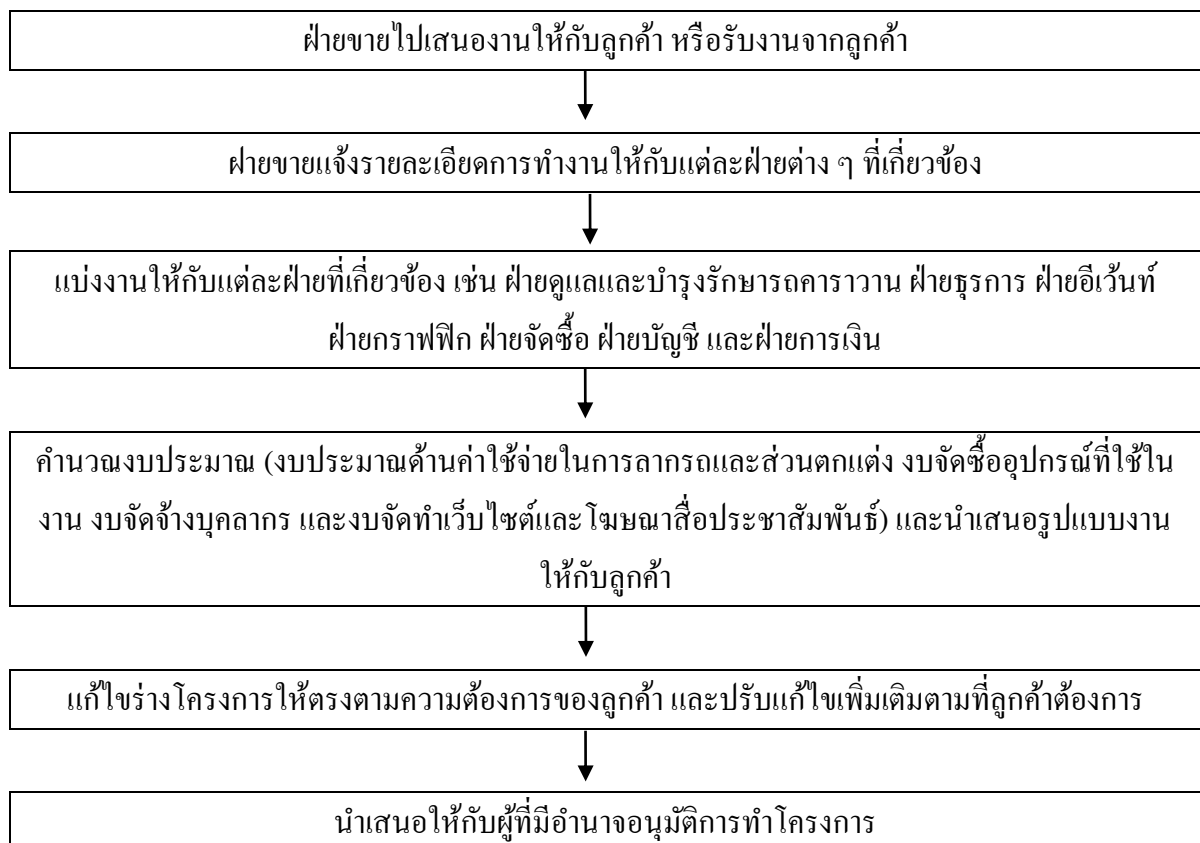 ฝ่ายขายไปเสนองานให้กับลูกค้า หรือรับงานจากลูกค้า
ฝายขายแจ้งรายละเอียดการทำงานให้กับแต่ละฝ่ายต่าง ๆ ที่เกี่ยวข้อง
แบ่งงานให้กับแต่ละฝ่ายที่เกี่ยวข้อง เช่น ฝ่ายดูแลและบำรุงรักษารถคาราวาน ฝ่ายธุรการ ฝ่ายอีเว้นท์
ฝ่ายกราฟฟิก ฝ่ายจัดซื้อ ฝ่ายบัญชี และฝ่ายการเงิน
คำนวณงบประมาณ (งบประมาณด้านค่าใช้จ่ายในการลากรถและส่วนตกแต่ง งบจัดซื้ออุปกรณ์ที่ใช้ใน
งาน งบจัดจ้างบุคลากร และงบจัดทำเว็บไซต์และโฆษณาสื่อประชาสัมพันธ์) และนำเสนอรูปแบบงาน
ให้กับลูกค้า
แก้ไขร่างโครงการให้ตรงตามความต้องการของลูกค้า และปรับแก้ไขเพิ่มเติมตามที่ลูกค้าต้องการ
นำเสนอให้กับผู้ที่มีอำนาจอนุมัติการทำโครงการ